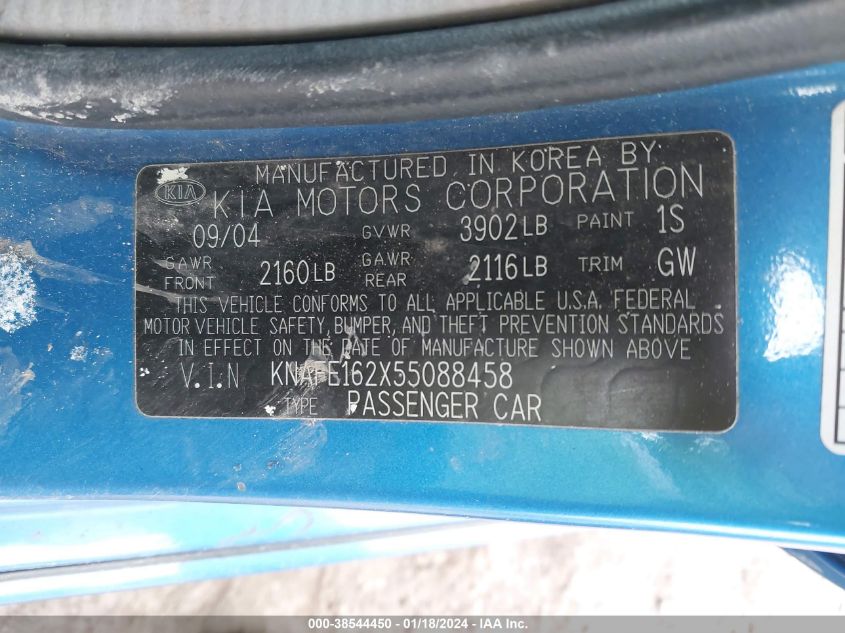 MANUFACTURED IN KOREA BY
KIA KIA MOTORS CORPORATION
09/04 GVWR 3902LB PAINT 1S
GAWR FRONT 2160LB GAWR REAR 2116LB TRIM GW
THIS VEHICLE CONFORMS TO ALL APPLICABLE U.S.A. FEDERAL
MOTOR VEHICLE SAFETY, BUMPER, AND THEFT PREVENTION STANDARDS
IN EFFECT ON THE DATE OF MANUFACTURE SHOWN ABOVE
V.I.N KNAFE162X55088458
TYPE PASSENGER CAR
000-38544450 - 01/18/2024 - IAA Inc.